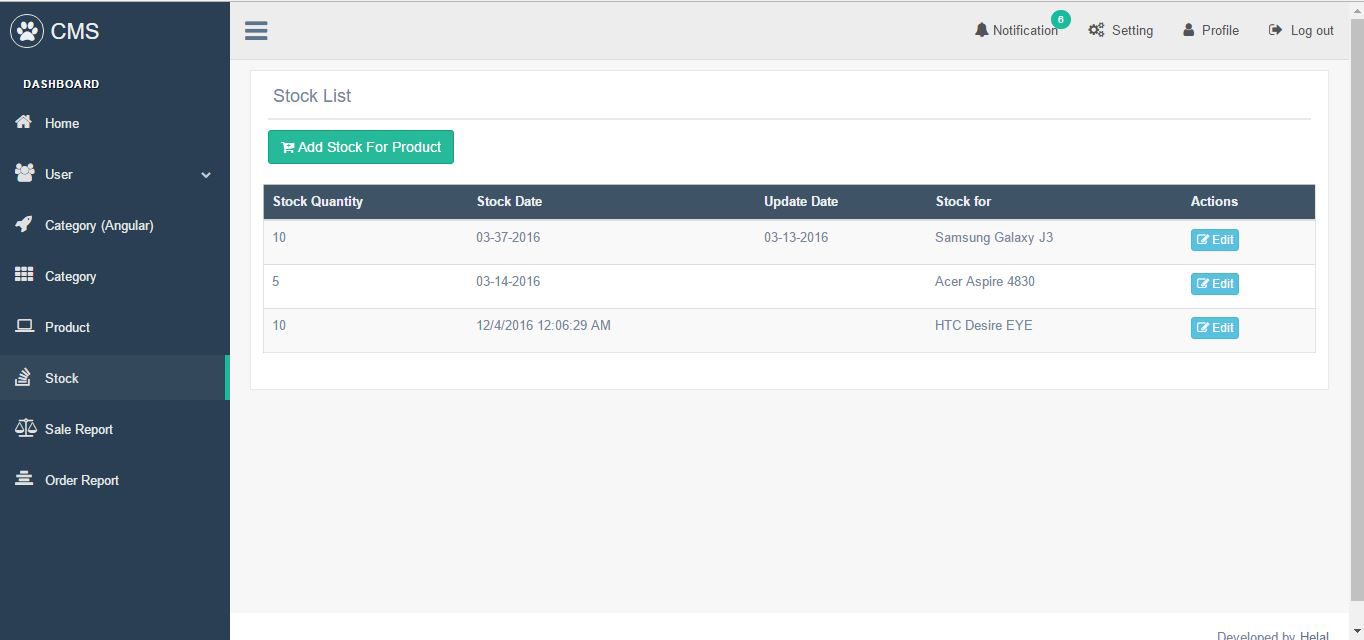 CMS
Notification 6 Setting Profile Log out
DASHBOARD
Home
User
Category (Angular)
Category
Product
Stock
Sale Report
Order Report
Stock List
Add Stock For Product
Stock Quantity Stock Date Update Date Stock for Actions
10 03-37-2016 03-13-2016 Samsung Galaxy J3 Edit
5 03-14-2016 Acer Aspire 4830 Edit
10 12/4/2016 12:06:29 AM HTC Desire EYE Edit
Developed by Helal